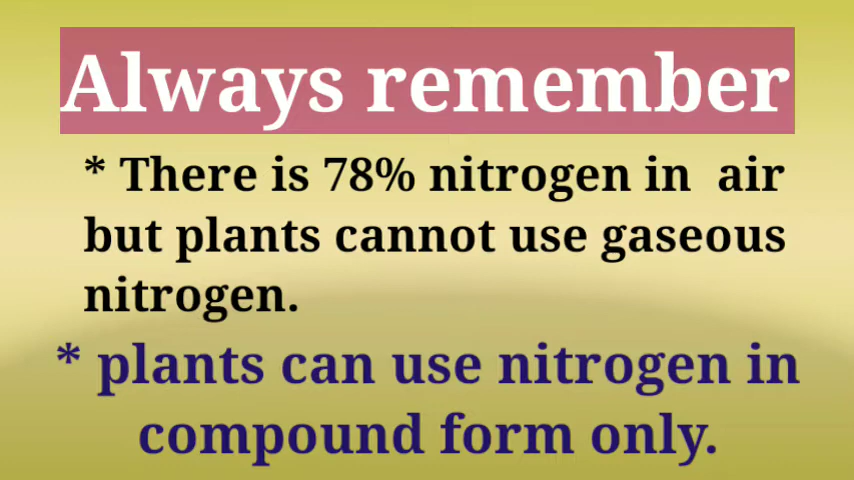 Always remember
* There is 78% nitrogen in air
but plants cannot use gaseous
nitrogen.
* plants can use nitrogen in
compound form only.